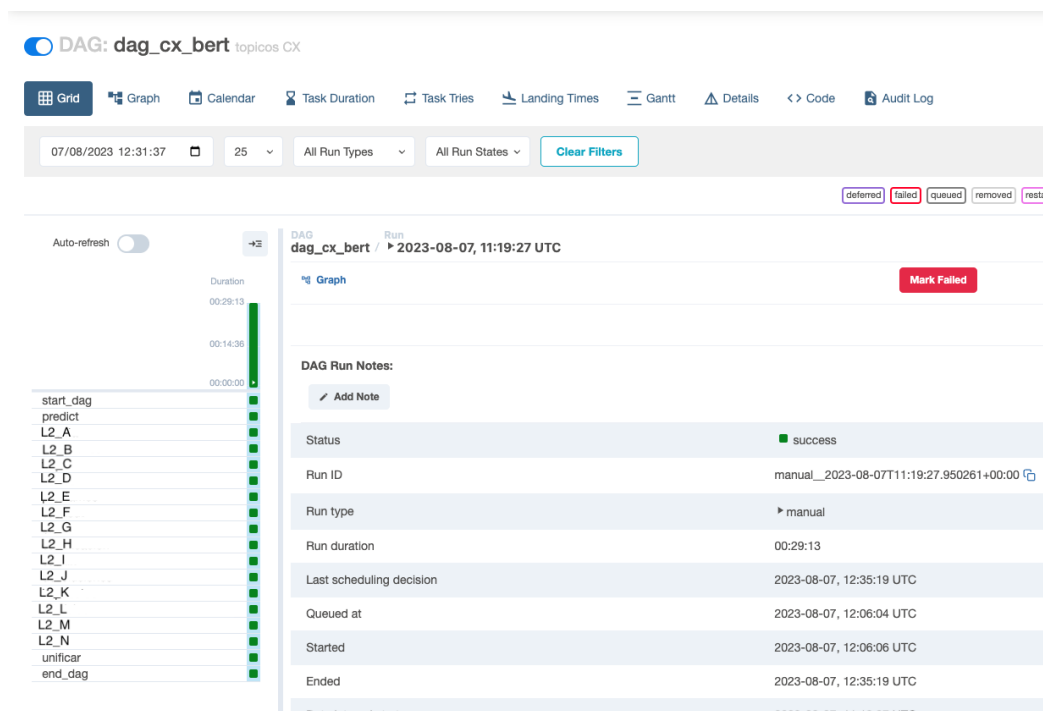 DAG: dag_cx_bert topicos CX
Grid Graph Calendar Task Duration Task Tries Landing Times Gantt Details <> Code Audit Log
07/08/2023 12:31:37 25 All Run Types All Run States Clear Filters
deferred failed queued removed resta
Auto-refresh
DAG Run
dag_cx_bert / 2023-08-07, 11:19:27 UTC
Graph Mark Failed
Duration
00:29:13
00:14:36
00:00:00
DAG Run Notes:
Add Note
start_dag
predict
L2_A
L2_B
L2_C
L2_D
L2_E
L2_F
L2_G
L2_H
L2_I
L2_J
L2_K
L2_L
L2_M
L2_N
unificar
end_dag
Status success
Run ID manual__2023-08-07T11:19:27.950261+00:00
Run type manual
Run duration 00:29:13
Last scheduling decision 2023-08-07, 12:35:19 UTC
Queued at 2023-08-07, 12:06:04 UTC
Started 2023-08-07, 12:06:06 UTC
Ended 2023-08-07, 12:35:19 UTC